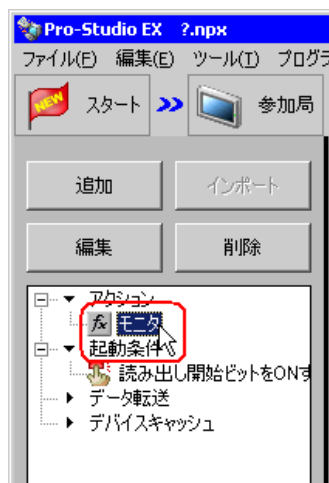 Pro-Studio EX ?.npx
ファイル(F) 編集(E) ツール(T) プログラ
NEW スタート 参加局
追加 インポート
編集 削除
アクション
fx モニタ
起動条件
読み出し開始ビットをONす
データ転送
デバイスキャッシュ